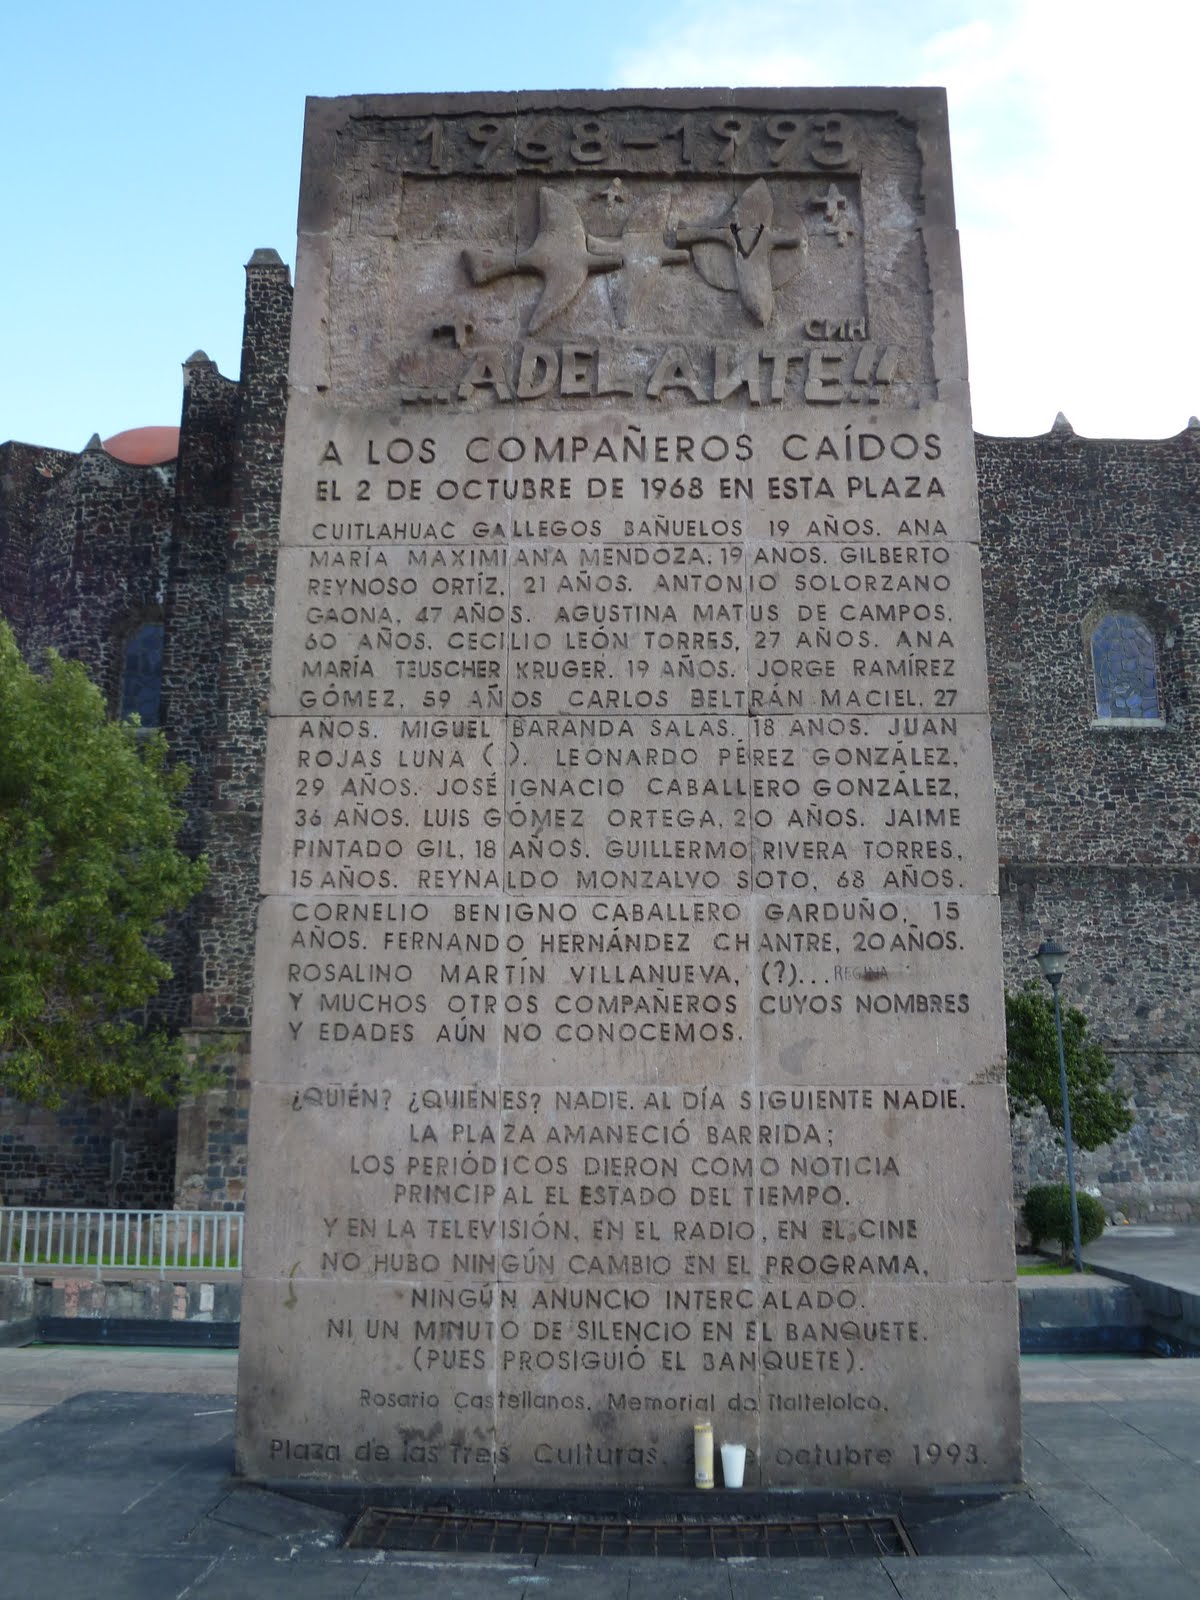 1968-1993
СПН
...ADELAИTE!!
A LOS COMPAÑEROS CAÍDOS
EL 2 DE OCTUBRE DE 1968 EN ESTA PLAZA
CUITLAHUAC GALLEGOS BAÑUELOS 19 AÑOS. ANA
MARÍA MAXIMIANA MENDOZA. 19 AÑOS. GILBERTO
REYNOSO ORTÍZ, 21 AÑOS. ANTONIO SOLORZANO
GAONA, 47 AÑOS. AGUSTINA MATUS DE CAMPOS,
60 AÑOS. CECILIO LEÓN TORRES, 27 AÑOS. ANA
MARÍA TEUSCHER KRUGER. 19 AÑOS. JORGE RAMÍREZ
GÓMEZ, 59 AÑOS CARLOS BELTRÁN MACIEL. 27
AÑOS. MIGUEL BARANDA SALAS. 18 AÑOS. JUAN
ROJAS LUNA ( ). LEONARDO PÉREZ GONZÁLEZ,
29 AÑOS. JOSÉ IGNACIO CABALLERO GONZÁLEZ,
36 AÑOS. LUIS GÓMEZ ORTEGA, 20 AÑOS. JAIME
PINTADO GIL, 18 AÑOS. GUILLERMO RIVERA TORRES,
15 AÑOS. REYNALDO MONZALVO SOTO, 68 AÑOS.
CORNELIO BENIGNO CABALLERO GARDUÑO, 15
AÑOS. FERNANDO HERNÁNDEZ CHANTRE, 20 AÑOS.
ROSALINO MARTÍN VILLANUEVA, (?)... REGINA
Y MUCHOS OTROS COMPAÑEROS CUYOS NOMBRES
Y EDADES AÚN NO CONOCEMOS.
¿QUIÉN? ¿QUIÉNES? NADIE. AL DÍA SIGUIENTE NADIE.
LA PLAZA AMANECIÓ BARRIDA;
LOS PERIÓDICOS DIERON COMO NOTICIA
PRINCIPAL EL ESTADO DEL TIEMPO.
Y EN LA TELEVISIÓN, EN EL RADIO, EN EL CINE
NO HUBO NINGÚN CAMBIO EN EL PROGRAMA,
NINGÚN ANUNCIO INTERCALADO.
NI UN MINUTO DE SILENCIO EN EL BANQUETE.
(PUES PROSIGUIÓ EL BANQUETE).
Rosario Castellanos. Memorial de Tlaltelolco.
Plaza de las Tres Culturas. octubre 1993.